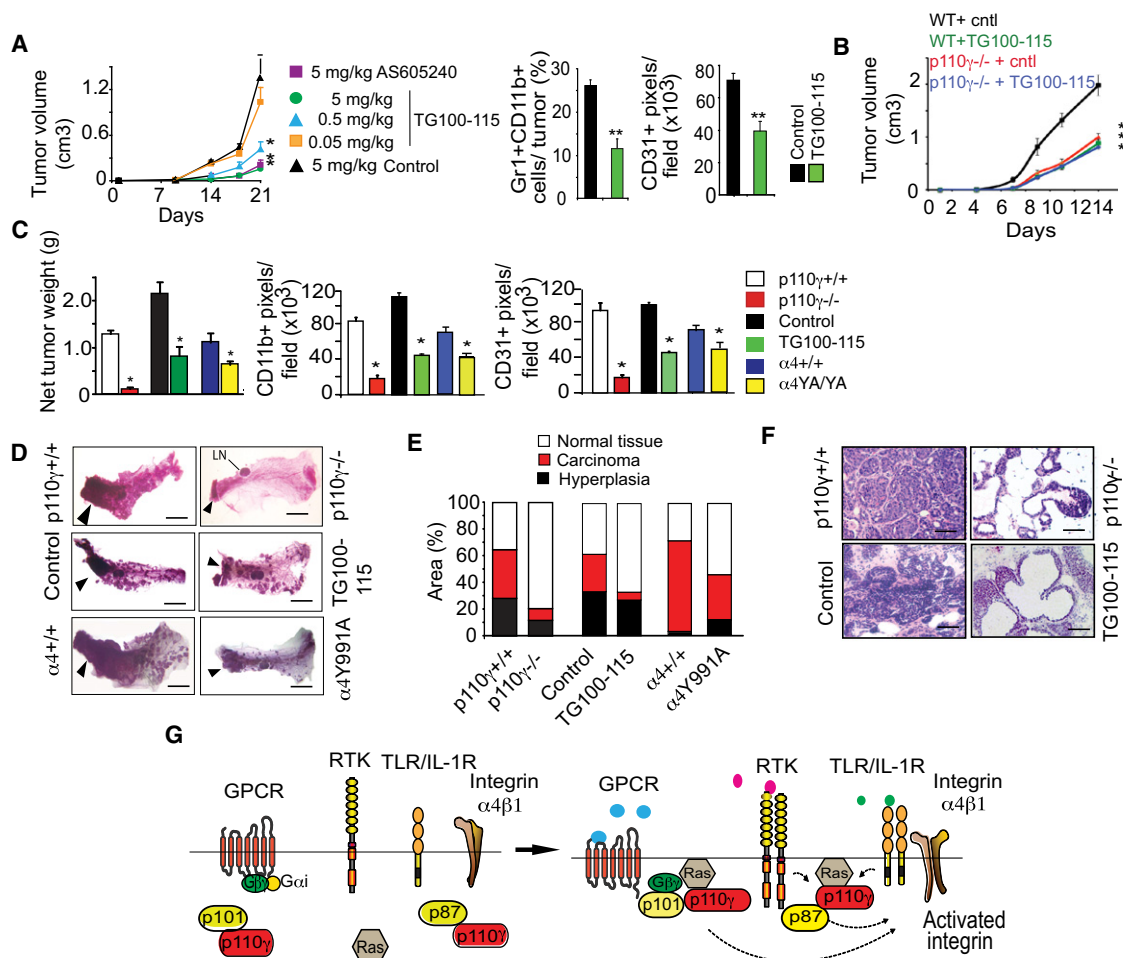 A
Tumor volume
(cm3)
1.2
0.6
0
0
7
14
21
Days
*
*
*
5 mg/kg AS605240
5 mg/kg
0.5 mg/kg
0.05 mg/kg
TG100-115
5 mg/kg Control
Gr1+CD11b+
cells/ tumor (%)
30
20
10
0
**
CD31+ pixels/
field (x103)
80
60
40
20
0
**
Control
TG100-115
B
WT+ cntl
WT+TG100-115
p110γ-/- + cntl
p110γ-/- + TG100-115
Tumor volume
(cm3)
2
1
0
0 2 4 6 8 10 1214
Days
*
*
*
C
Net tumor weight (g)
2.0
1.0
0
*
*
*
CD11b+ pixels/
field (x103)
120
80
40
0
*
*
*
CD31+ pixels/
field (x103)
120
80
40
0
*
*
*
p110γ+/+
p110γ-/-
Control
TG100-115
α4+/+
α4YA/YA
D
p110γ+/+
LN
p110γ-/-
Control
TG100-
115
α4+/+
α4Y991A
E
Normal tissue
Carcinoma
Hyperplasia
Area (%)
100
80
60
40
20
0
p110γ+/+
p110γ-/-
Control
TG100-115
α4+/+
α4Y991A
F
p110γ+/+
p110γ-/-
Control
TG100-115
G
GPCR
RTK
TLR/IL-1R
Integrin
α4β1
Gβγ
Gαi
p101
p110γ
Ras
p87
p110γ
GPCR
RTK
TLR/IL-1R
Integrin
α4β1
Gβγ
Ras
p101
p110γ
Ras
p110γ
p87
Activated
integrin